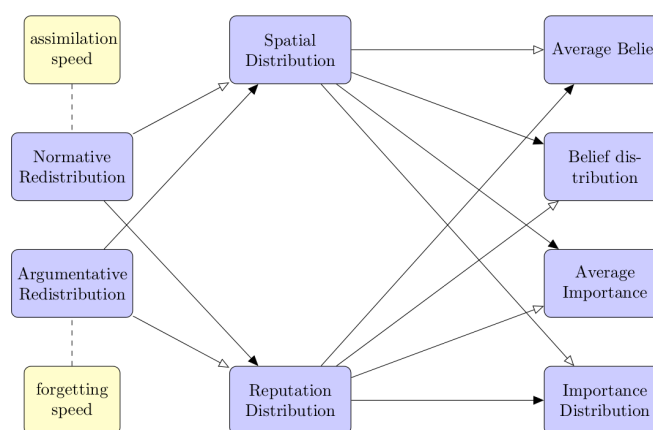 assimilation
speed
Spatial
Distribution
Average Belie
Normative
Redistribution
Belief dis-
tribution
Argumentative
Redistribution
Average
Importance
forgetting
speed
Reputation
Distribution
Importance
Distribution